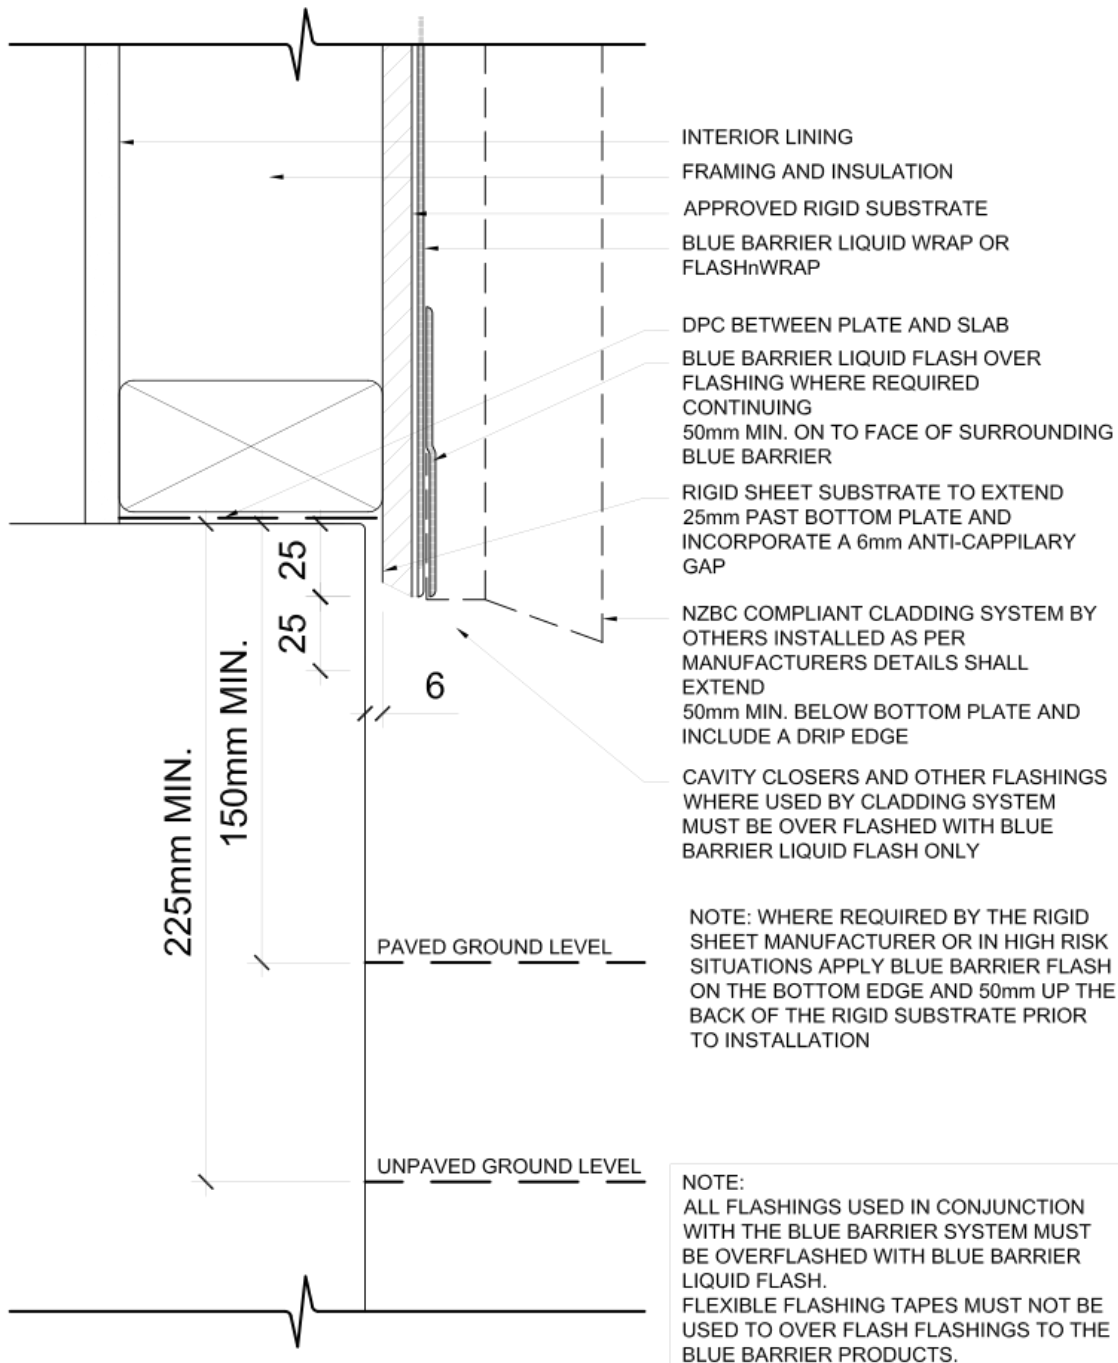 INTERIOR LINING
FRAMING AND INSULATION
APPROVED RIGID SUBSTRATE
BLUE BARRIER LIQUID WRAP OR
FLASHnWRAP
DPC BETWEEN PLATE AND SLAB
BLUE BARRIER LIQUID FLASH OVER
FLASHING WHERE REQUIRED
CONTINUING
50mm MIN. ON TO FACE OF SURROUNDING
BLUE BARRIER
RIGID SHEET SUBSTRATE TO EXTEND
25mm PAST BOTTOM PLATE AND
INCORPORATE A 6mm ANTI-CAPPILARY
GAP
NZBC COMPLIANT CLADDING SYSTEM BY
OTHERS INSTALLED AS PER
MANUFACTURERS DETAILS SHALL
EXTEND
50mm MIN. BELOW BOTTOM PLATE AND
INCLUDE A DRIP EDGE
CAVITY CLOSERS AND OTHER FLASHINGS
WHERE USED BY CLADDING SYSTEM
MUST BE OVER FLASHED WITH BLUE
BARRIER LIQUID FLASH ONLY
NOTE: WHERE REQUIRED BY THE RIGID
SHEET MANUFACTURER OR IN HIGH RISK
SITUATIONS APPLY BLUE BARRIER FLASH
ON THE BOTTOM EDGE AND 50mm UP THE
BACK OF THE RIGID SUBSTRATE PRIOR
TO INSTALLATION
NOTE:
ALL FLASHINGS USED IN CONJUNCTION
WITH THE BLUE BARRIER SYSTEM MUST
BE OVERFLASHED WITH BLUE BARRIER
LIQUID FLASH.
FLEXIBLE FLASHING TAPES MUST NOT BE
USED TO OVER FLASH FLASHINGS TO THE
BLUE BARRIER PRODUCTS.
25
25
6
150mm MIN.
225mm MIN.
PAVED GROUND LEVEL
UNPAVED GROUND LEVEL